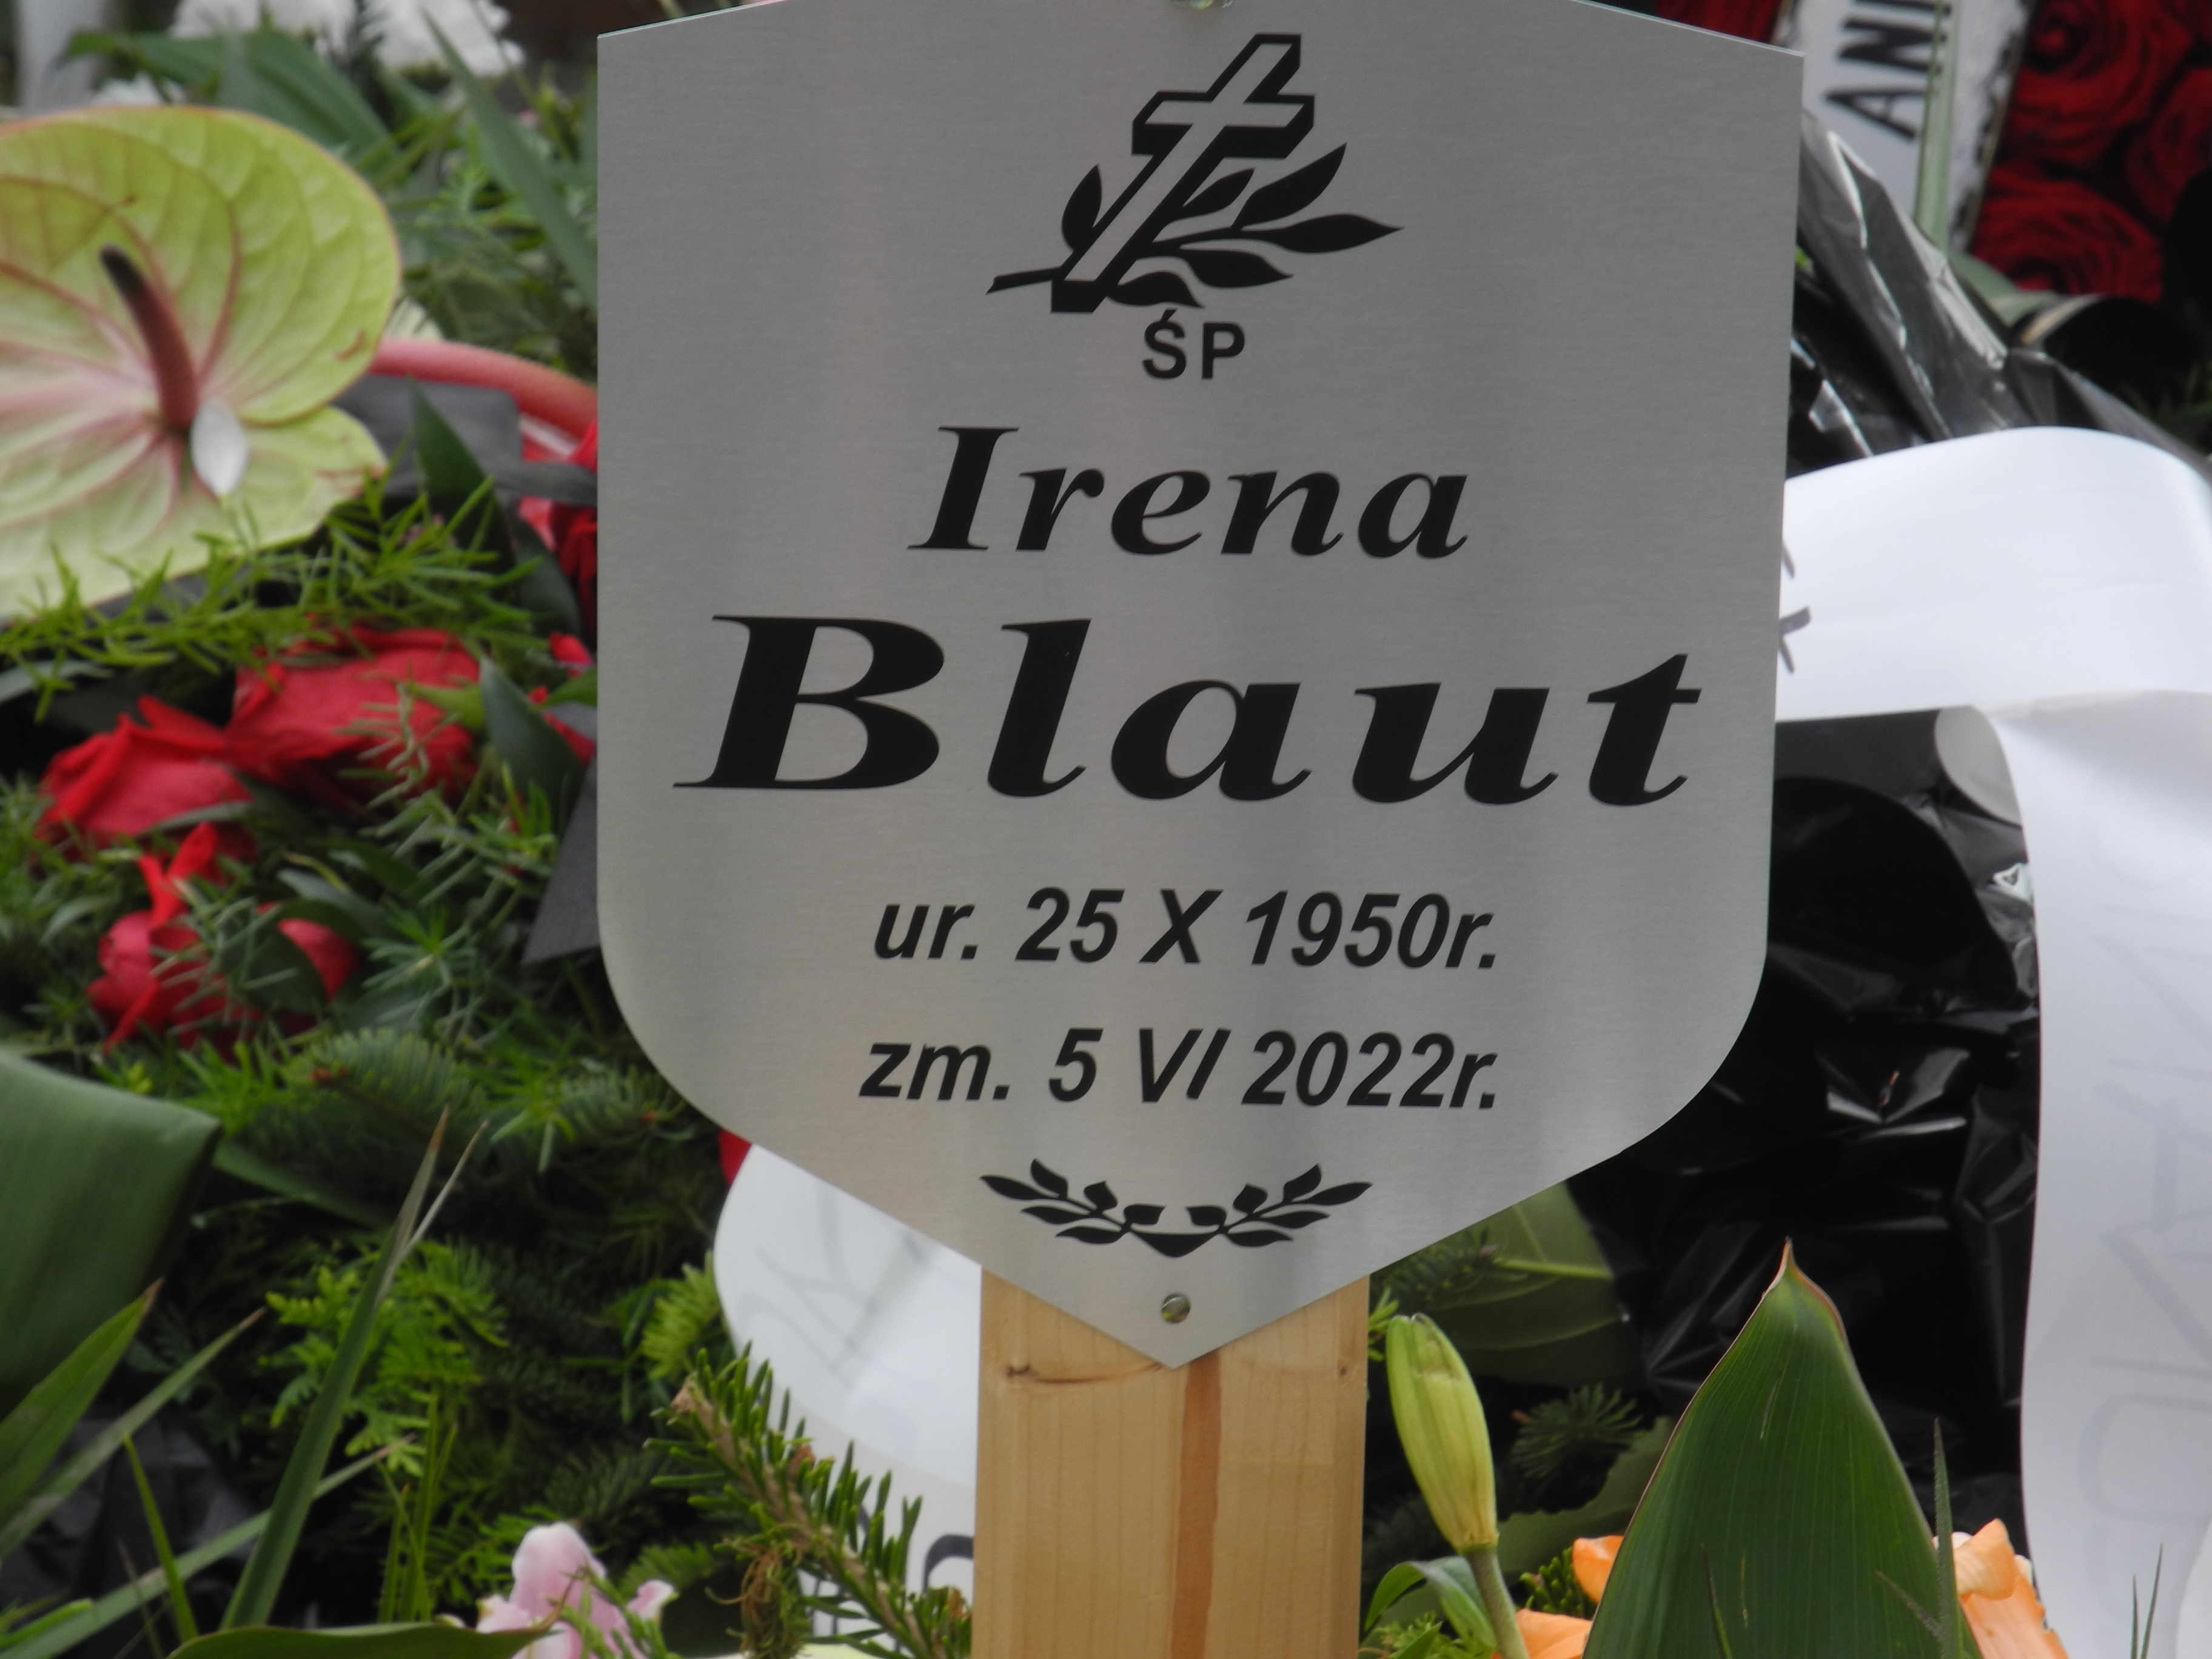 ŚP
Irena
Blaut
ur. 25 X 1950r.
zm. 5 VI 2022r.